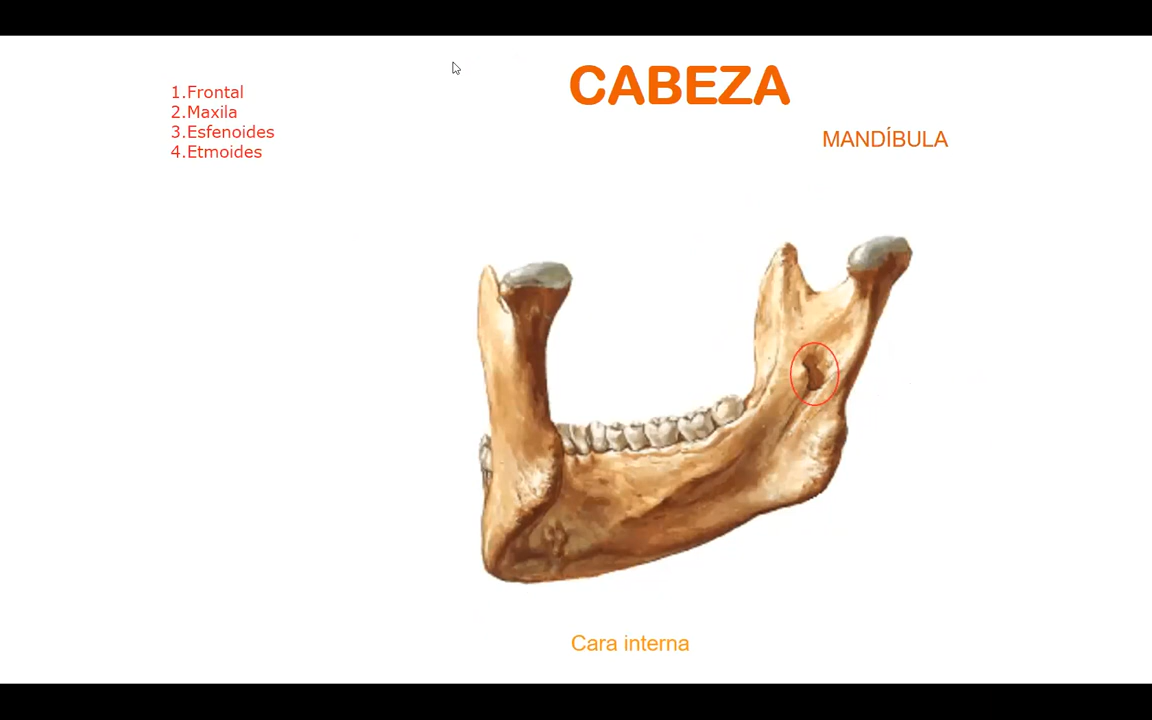 CABEZA
1.Frontal
2.Maxila
3.Esfenoides
4.Etmoides
MANDÍBULA
Cara interna